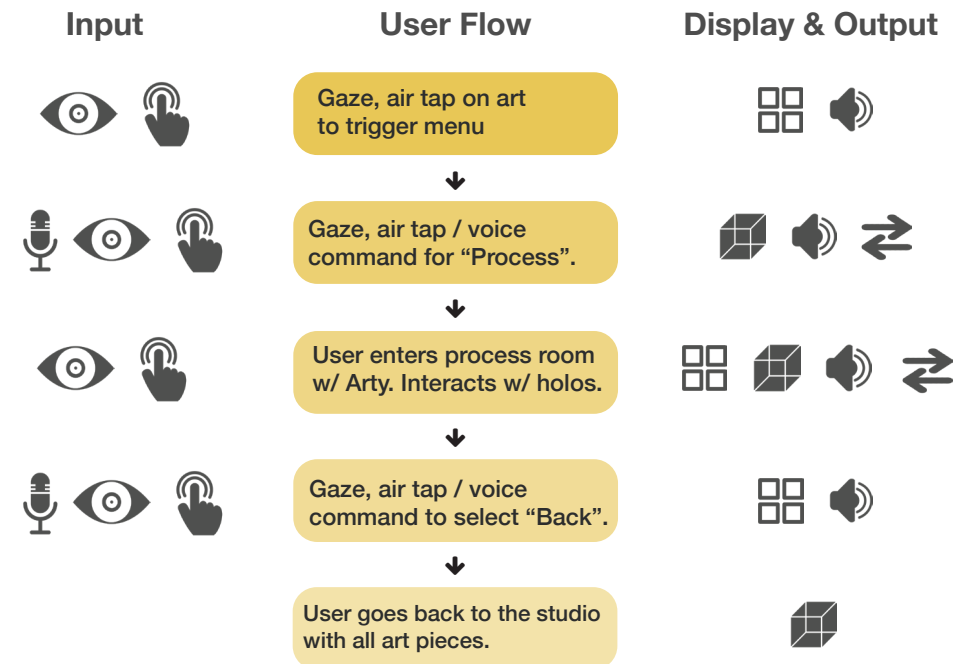 Input
User Flow
Display & Output
Gaze, air tap on art
to trigger menu
Gaze, air tap / voice
command for “Process”.
User enters process room
w/ Arty. Interacts w/ holos.
Gaze, air tap / voice
command to select “Back”.
User goes back to the studio
with all art pieces.